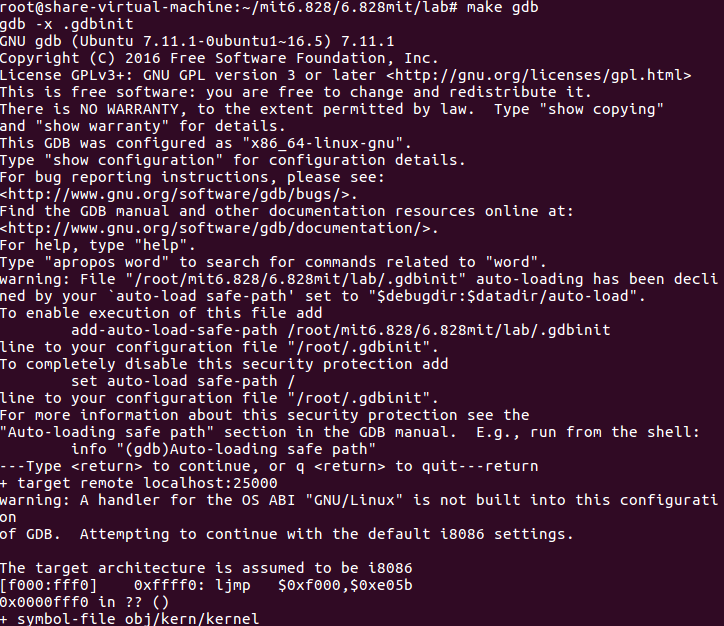 root@share-virtual-machine:~/mit6.828/6.828mit/lab# make gdb
gdb -x .gdbinit
GNU gdb (Ubuntu 7.11.1-0ubuntu1~16.5) 7.11.1
Copyright (C) 2016 Free Software Foundation, Inc.
License GPLv3+: GNU GPL version 3 or later <http://gnu.org/licenses/gpl.html>
This is free software: you are free to change and redistribute it.
There is NO WARRANTY, to the extent permitted by law.  Type "show copying"
and "show warranty" for details.
This GDB was configured as "x86_64-linux-gnu".
Type "show configuration" for configuration details.
For bug reporting instructions, please see:
<http://www.gnu.org/software/gdb/bugs/>.
Find the GDB manual and other documentation resources online at:
<http://www.gnu.org/software/gdb/documentation/>.
For help, type "help".
Type "apropos word" to search for commands related to "word".
warning: File "/root/mit6.828/6.828mit/lab/.gdbinit" auto-loading has been decli
ned by your `auto-load safe-path' set to "$debugdir:$datadir/auto-load".
To enable execution of this file add
        add-auto-load-safe-path /root/mit6.828/6.828mit/lab/.gdbinit
line to your configuration file "/root/.gdbinit".
To completely disable this security protection add
        set auto-load safe-path /
line to your configuration file "/root/.gdbinit".
For more information about this security protection see the
"Auto-loading safe path" section in the GDB manual.  E.g., run from the shell:
        info "(gdb)Auto-loading safe path"
---Type <return> to continue, or q <return> to quit---return
+ target remote localhost:25000
warning: A handler for the OS ABI "GNU/Linux" is not built into this configurati
on
of GDB.  Attempting to continue with the default i8086 settings.

The target architecture is assumed to be i8086
[f000:fff0]    0xffff0: ljmp   $0xf000,$0xe05b
0x0000fff0 in ?? ()
+ symbol-file obj/kern/kernel